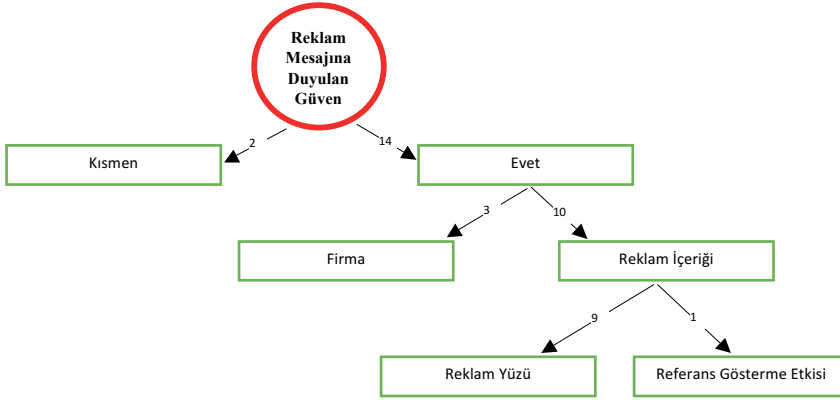 Reklam
Mesajına
Duyulan
Güven
2
14
Kısmen
Evet
3
10
Firma
Reklam İçeriği
9
1
Reklam Yüzü
Referans Gösterme Etkisi